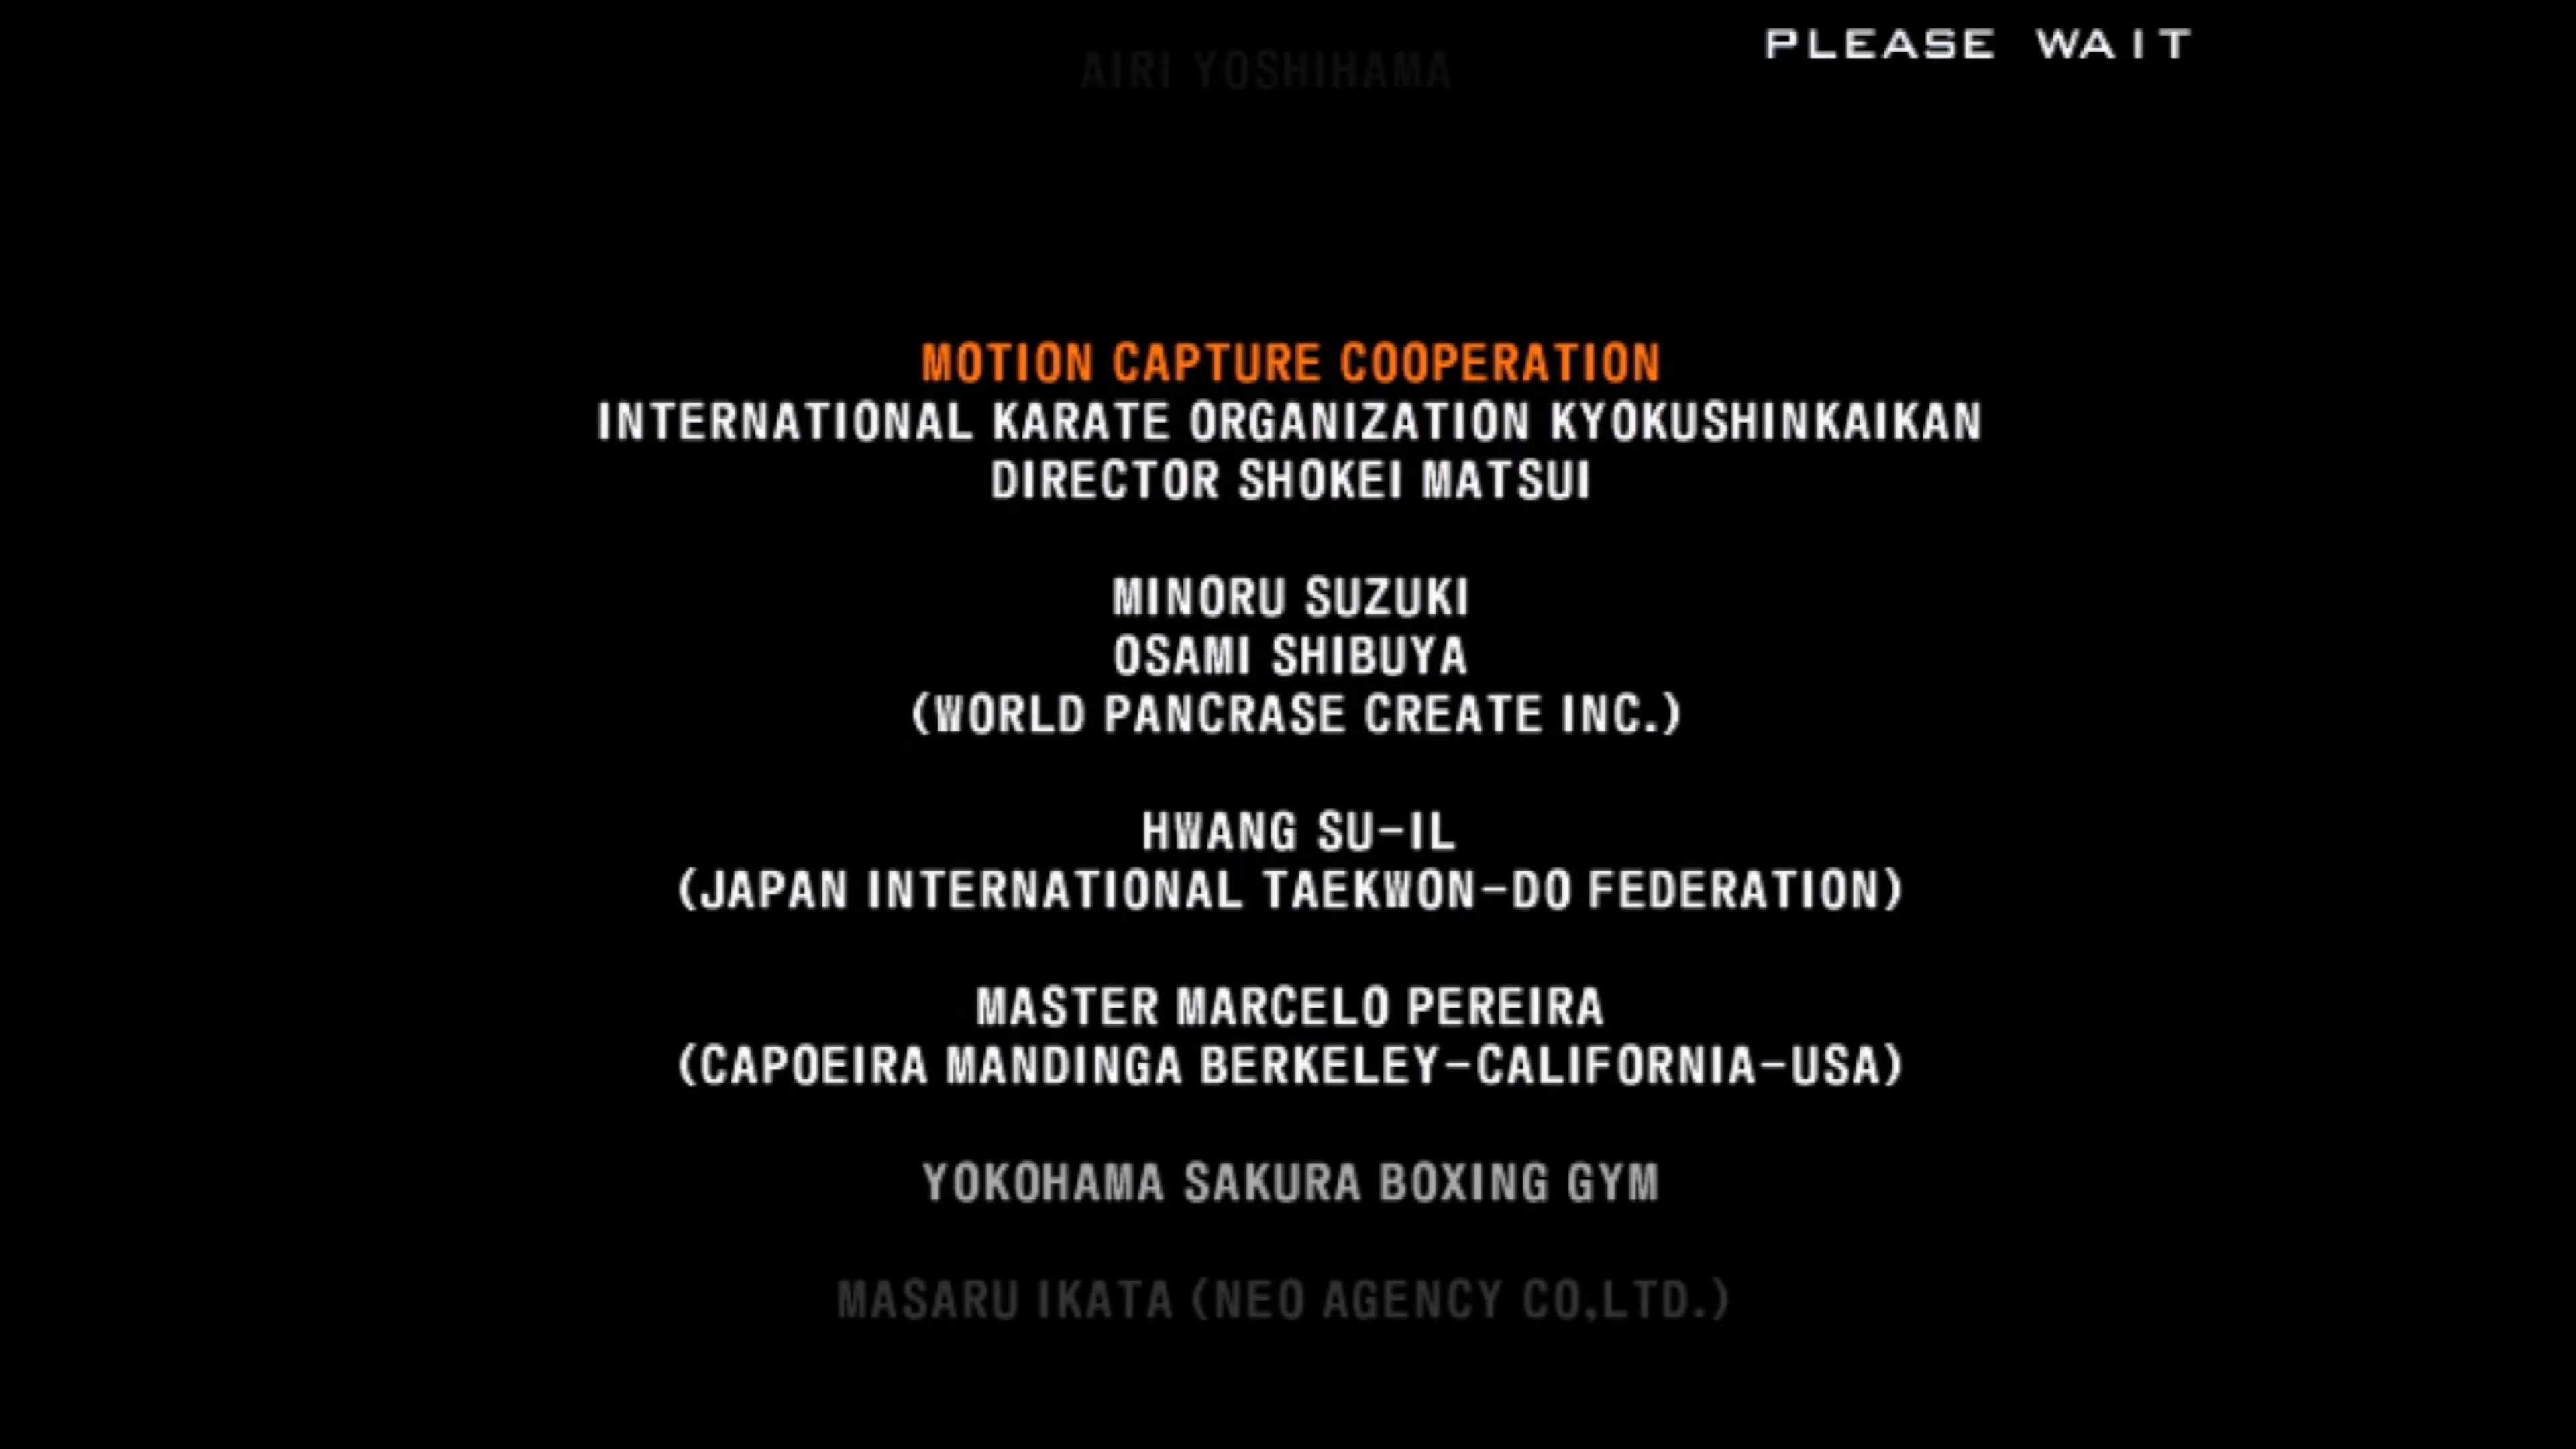 PLEASE WAIT
AIRI YOSHIHAMA
MOTION CAPTURE COOPERATION
INTERNATIONAL KARATE ORGANIZATION KYOKUSHINKAIKAN
DIRECTOR SHOKEI MATSUI
MINORU SUZUKI
OSAMI SHIBUYA
(WORLD PANCRASE CREATE INC.)
HWANG SU-IL
(JAPAN INTERNATIONAL TAEKWON-DO FEDERATION)
MASTER MARCELO PEREIRA
(CAPOEIRA MANDINGA BERKELEY-CALIFORNIA-USA)
YOKOHAMA SAKURA BOXING GYM
MASARU IKATA (NEO AGENCY CO,LTD.)